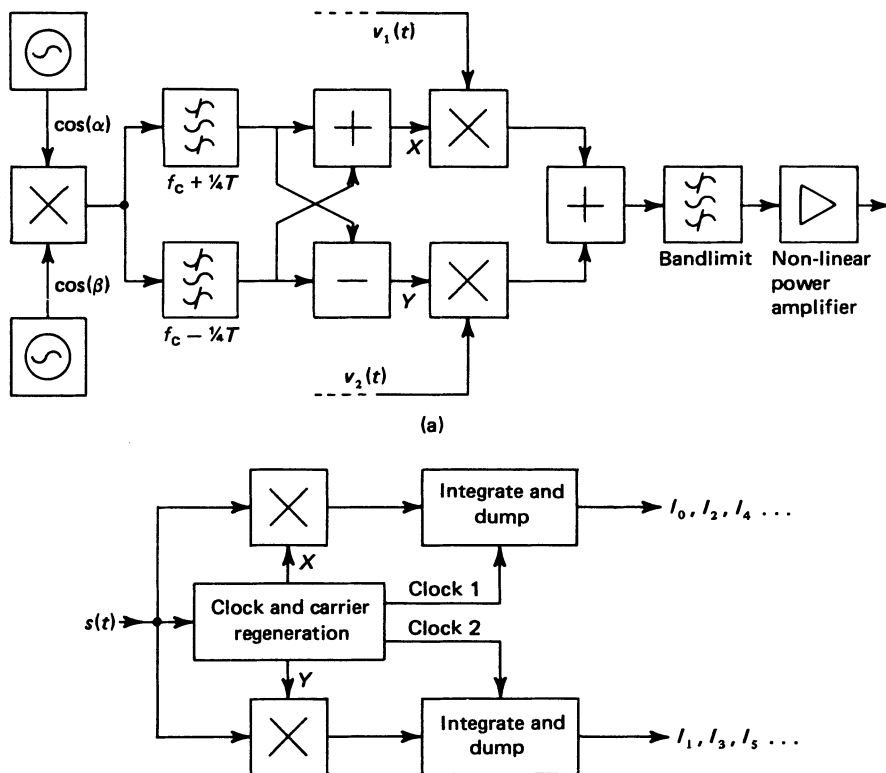 v₁(t)
cos(α)
X
f_c + ¼T
cos(β)
Y
f_c − ¼T
Bandlimit
Non-linear
power
amplifier
v₂(t)
(a)
Integrate and
dump
I₀, I₂, I₄ ...
X
Clock 1
s(t)
Clock and carrier
regeneration
Clock 2
Y
Integrate and
dump
I₁, I₃, I₅ ...